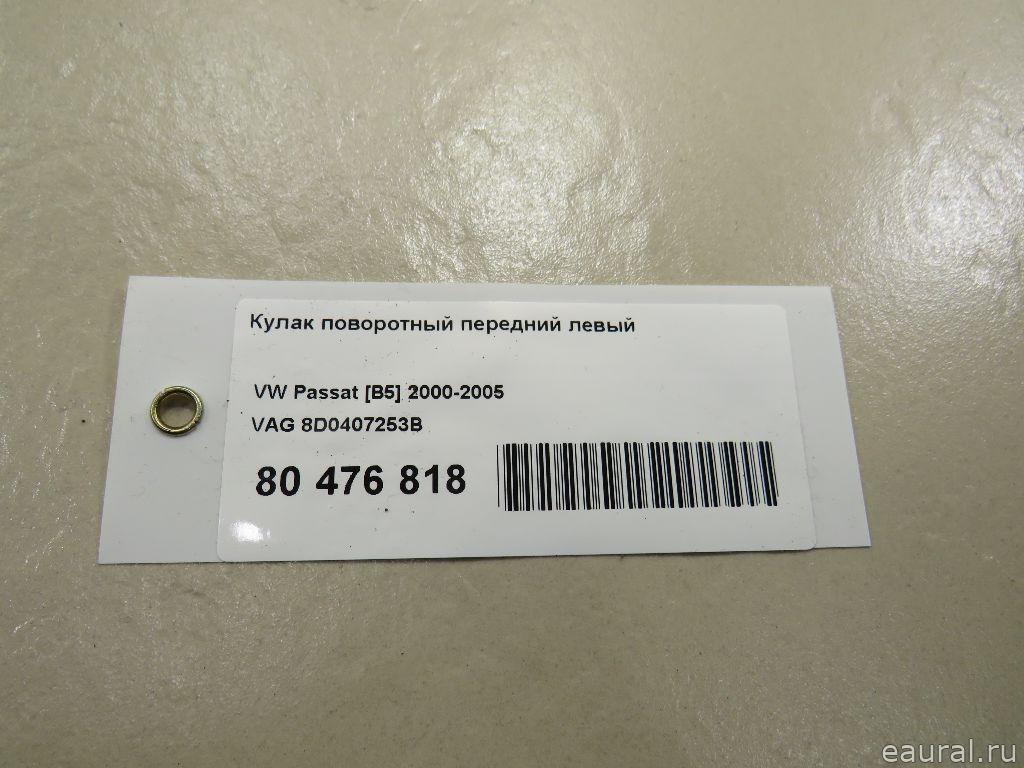 Кулак поворотный передний левый
VW Passat [B5] 2000-2005
VAG 8D0407253B
80 476 818
eaural.ru